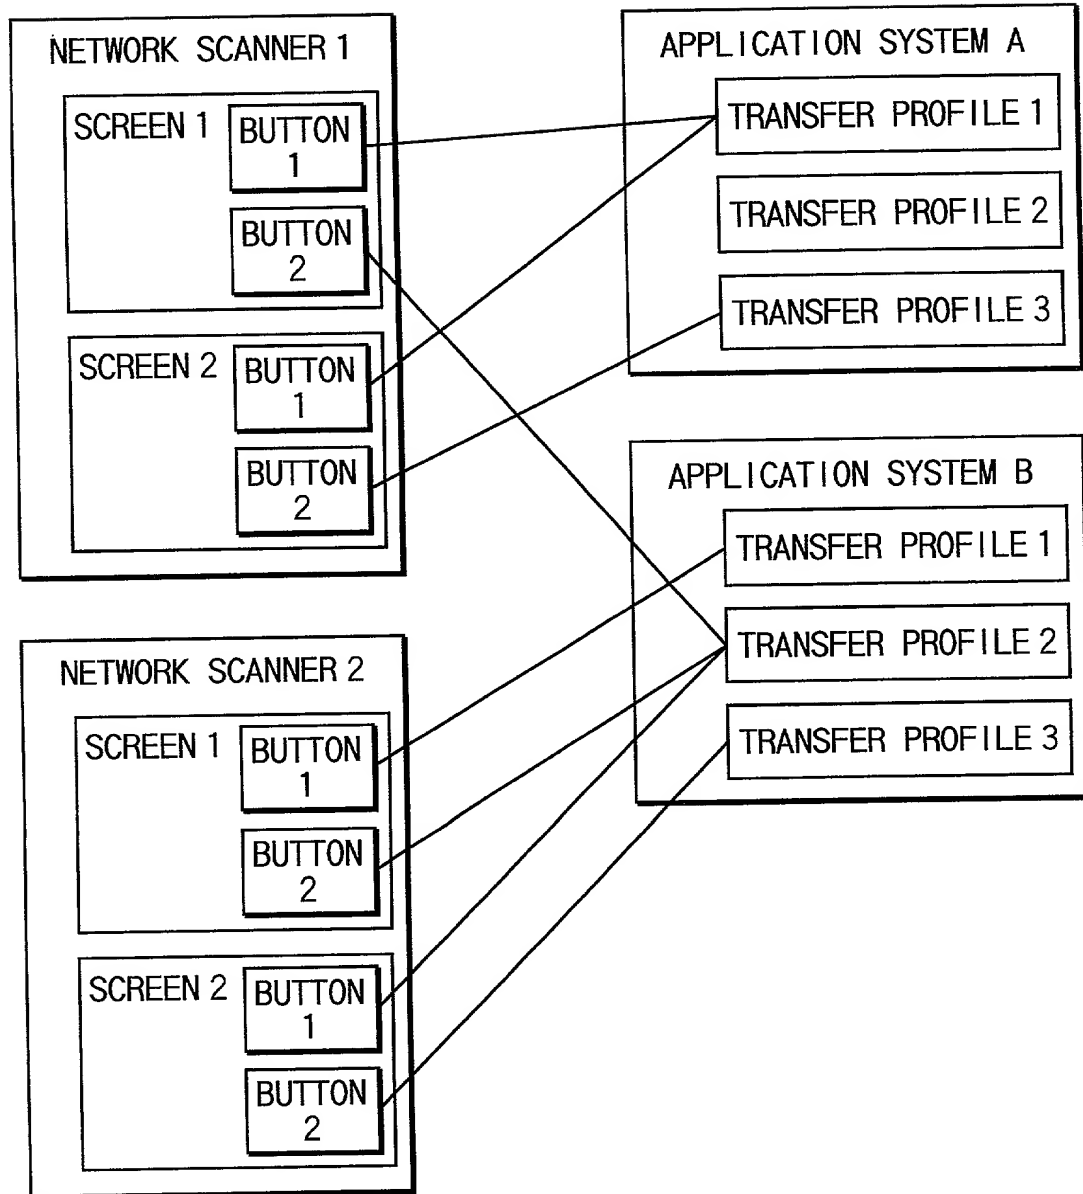 NETWORK SCANNER 1
SCREEN 1
BUTTON
1
BUTTON
2
SCREEN 2
BUTTON
1
BUTTON
2
NETWORK SCANNER 2
SCREEN 1
BUTTON
1
BUTTON
2
SCREEN 2
BUTTON
1
BUTTON
2
APPLICATION SYSTEM A
TRANSFER PROFILE 1
TRANSFER PROFILE 2
TRANSFER PROFILE 3
APPLICATION SYSTEM B
TRANSFER PROFILE 1
TRANSFER PROFILE 2
TRANSFER PROFILE 3